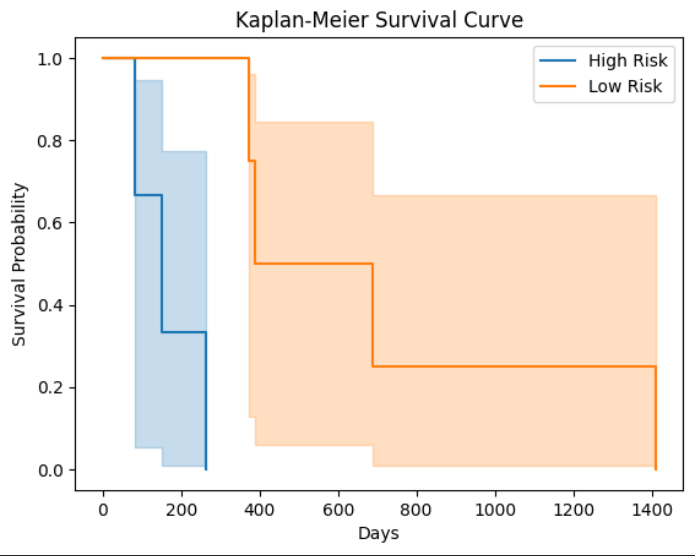 Kaplan-Meier Survival Curve
High Risk
Low Risk
1.0
0.8
0.6
0.4
0.2
0.0
Survival Probability
0 200 400 600 800 1000 1200 1400
Days